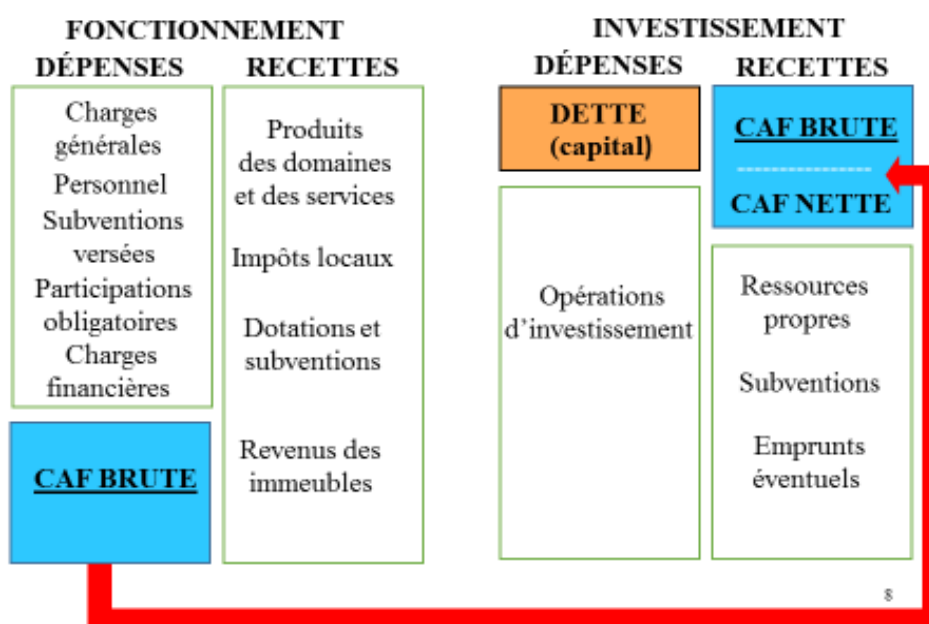 FONCTIONNEMENT
DÉPENSES
RECETTES
Charges
générales
Personnel
Subventions
versées
Participations
obligatoires
Charges
financières
CAF BRUTE
Produits
des domaines
et des services
Impôts locaux
Dotations et
subventions
Revenus des
immeubles
INVESTISSEMENT
DÉPENSES
RECETTES
DETTE
(capital)
Opérations
d'investissement
CAF BRUTE
-----------------
CAF NETTE
Ressources
propres
Subventions
Emprunts
éventuels
8